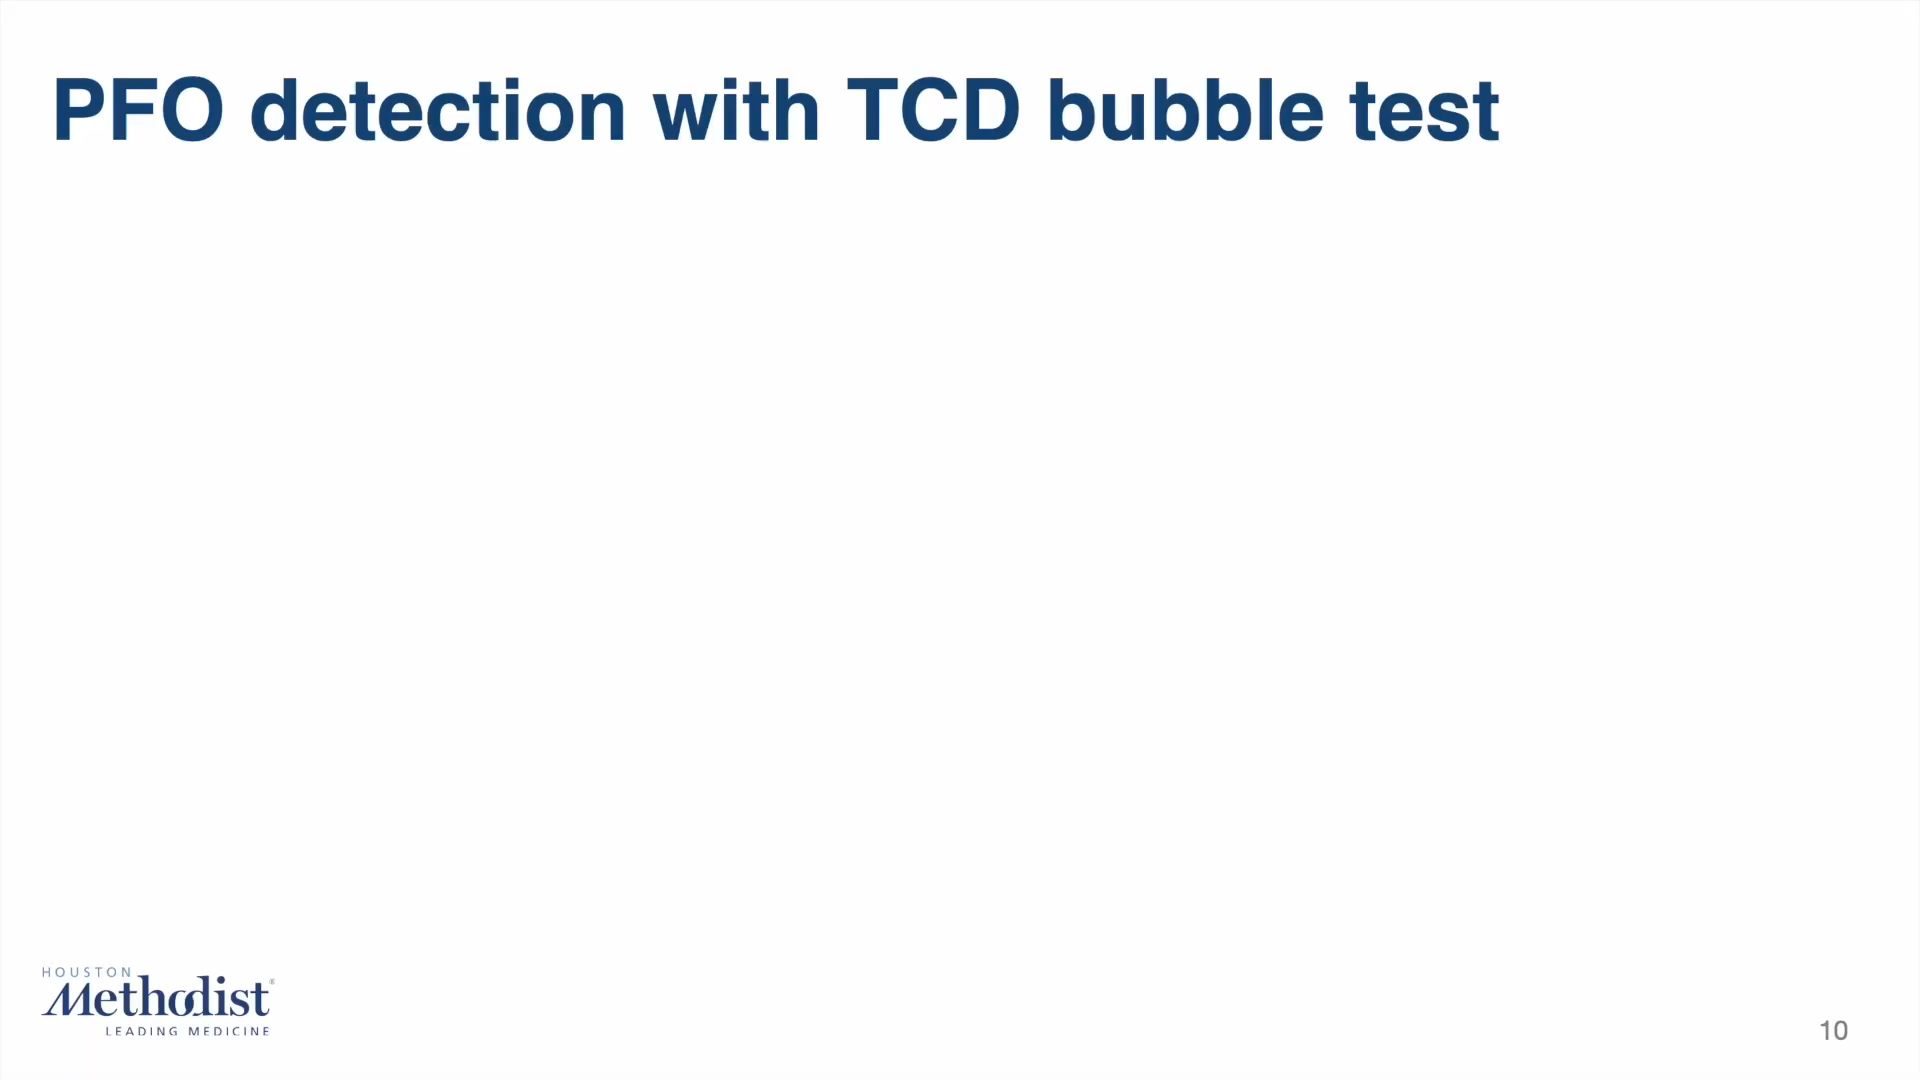 PFO detection with TCD bubble test
HOUSTON
Methodist®
LEADING MEDICINE
10